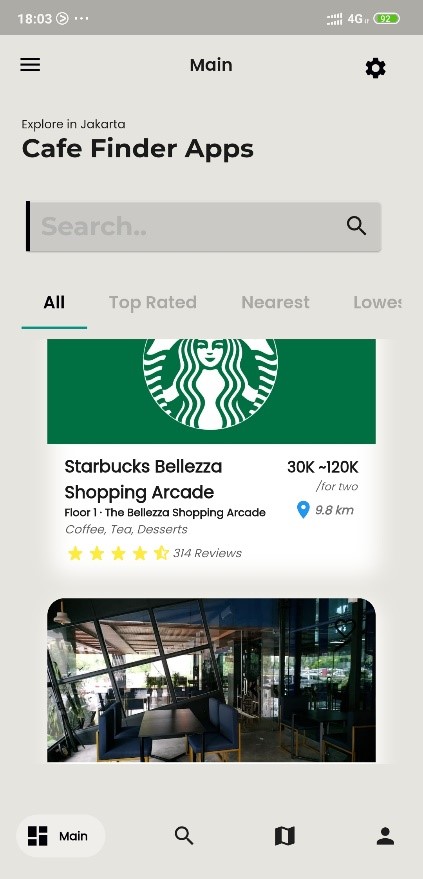 18:03
4G
92
Main
Explore in Jakarta
Cafe Finder Apps
Search..
All Top Rated Nearest Lowes
Starbucks Bellezza 30K ~120K
Shopping Arcade /for two
Floor 1 · The Bellezza Shopping Arcade 9.8 km
Coffee, Tea, Desserts
314 Reviews
Main